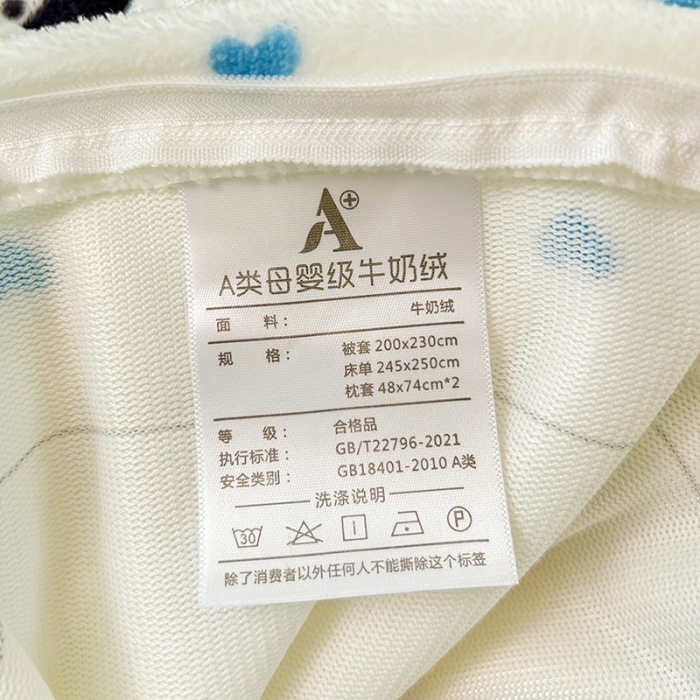 A+
A类母婴级牛奶绒
面 料： 牛奶绒
规 格： 被套 200x230cm
床单 245x250cm
枕套 48x74cm*2
等 级： 合格品
执行标准： GB/T22796-2021
安全类别： GB18401-2010 A类
洗涤说明
30 P
除了消费者以外任何人不能撕除这个标签